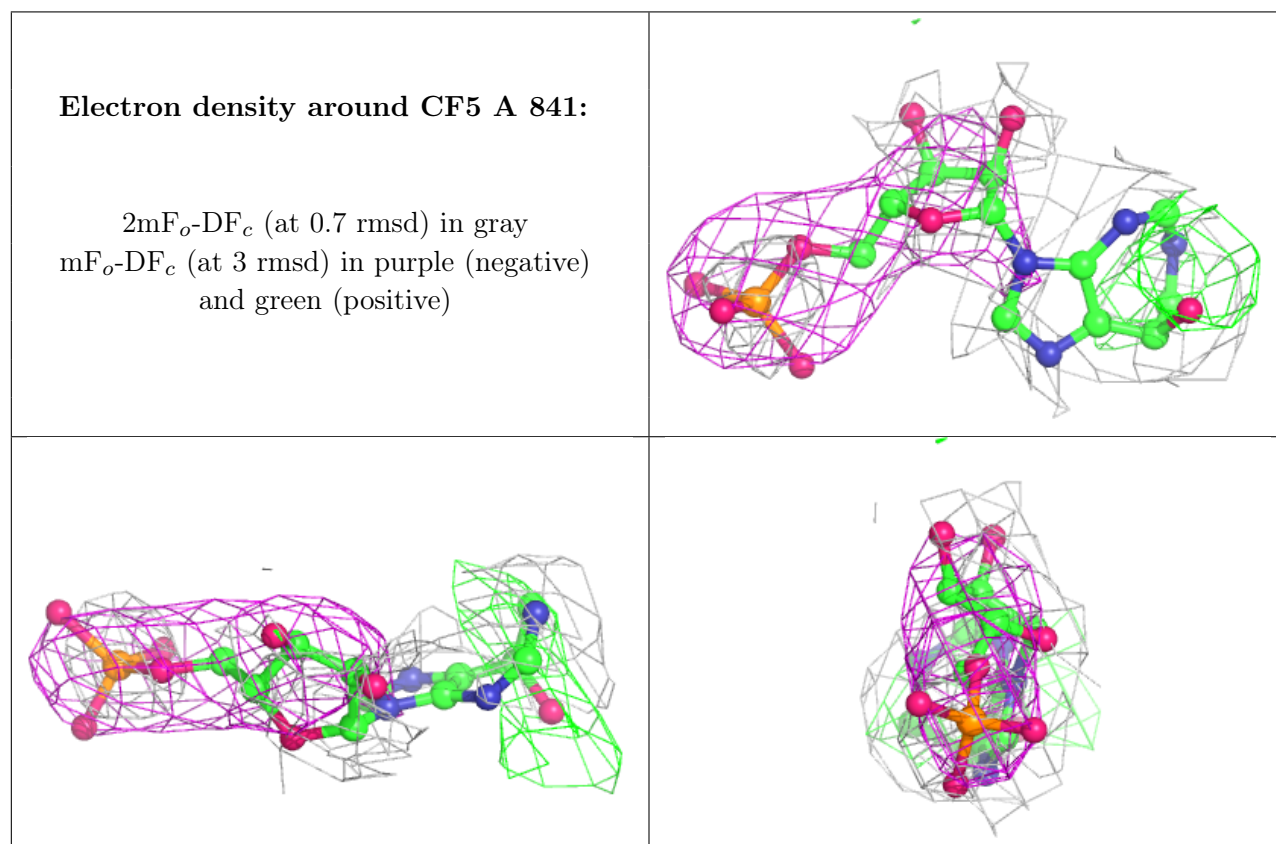 Electron density around CF5 A 841:
2mFo-DFc (at 0.7 rmsd) in gray
mFo-DFc (at 3 rmsd) in purple (negative)
and green (positive)